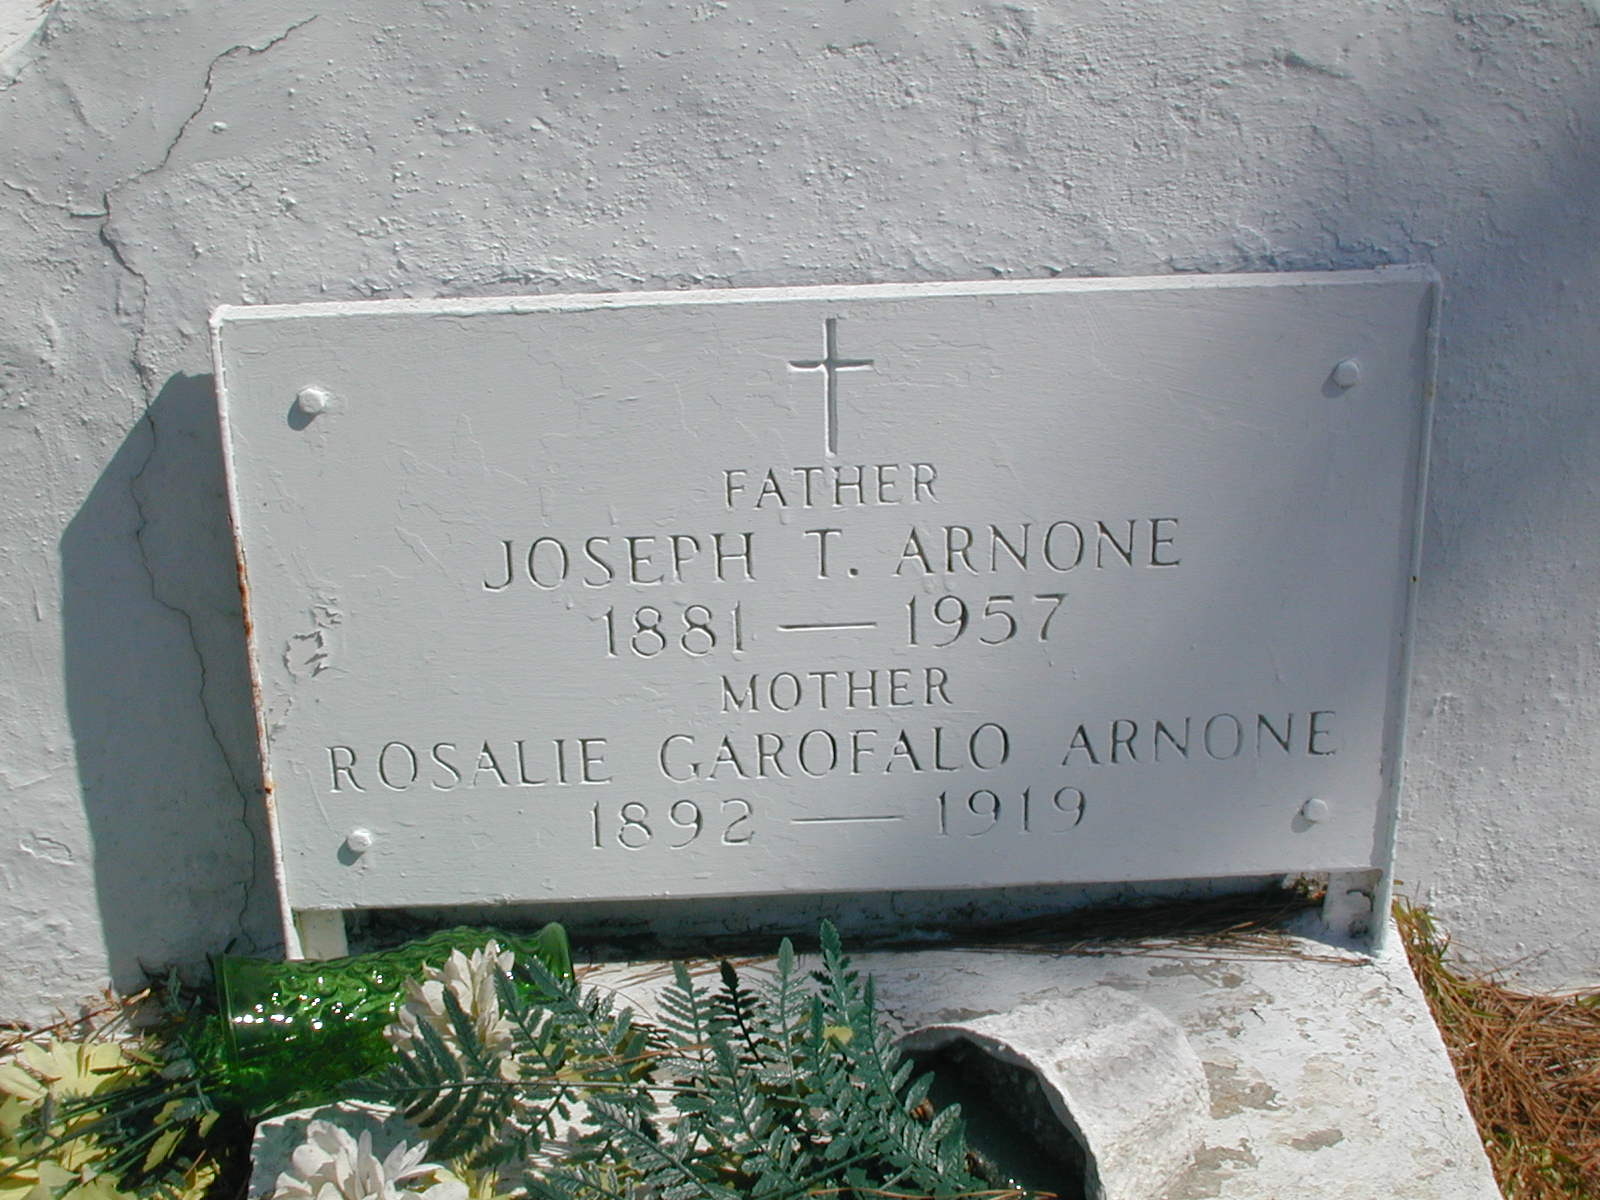 FATHER
JOSEPH T. ARNONE
1881 — 1957
MOTHER
ROSALIE GAROFALO ARNONE
1892 — 1919